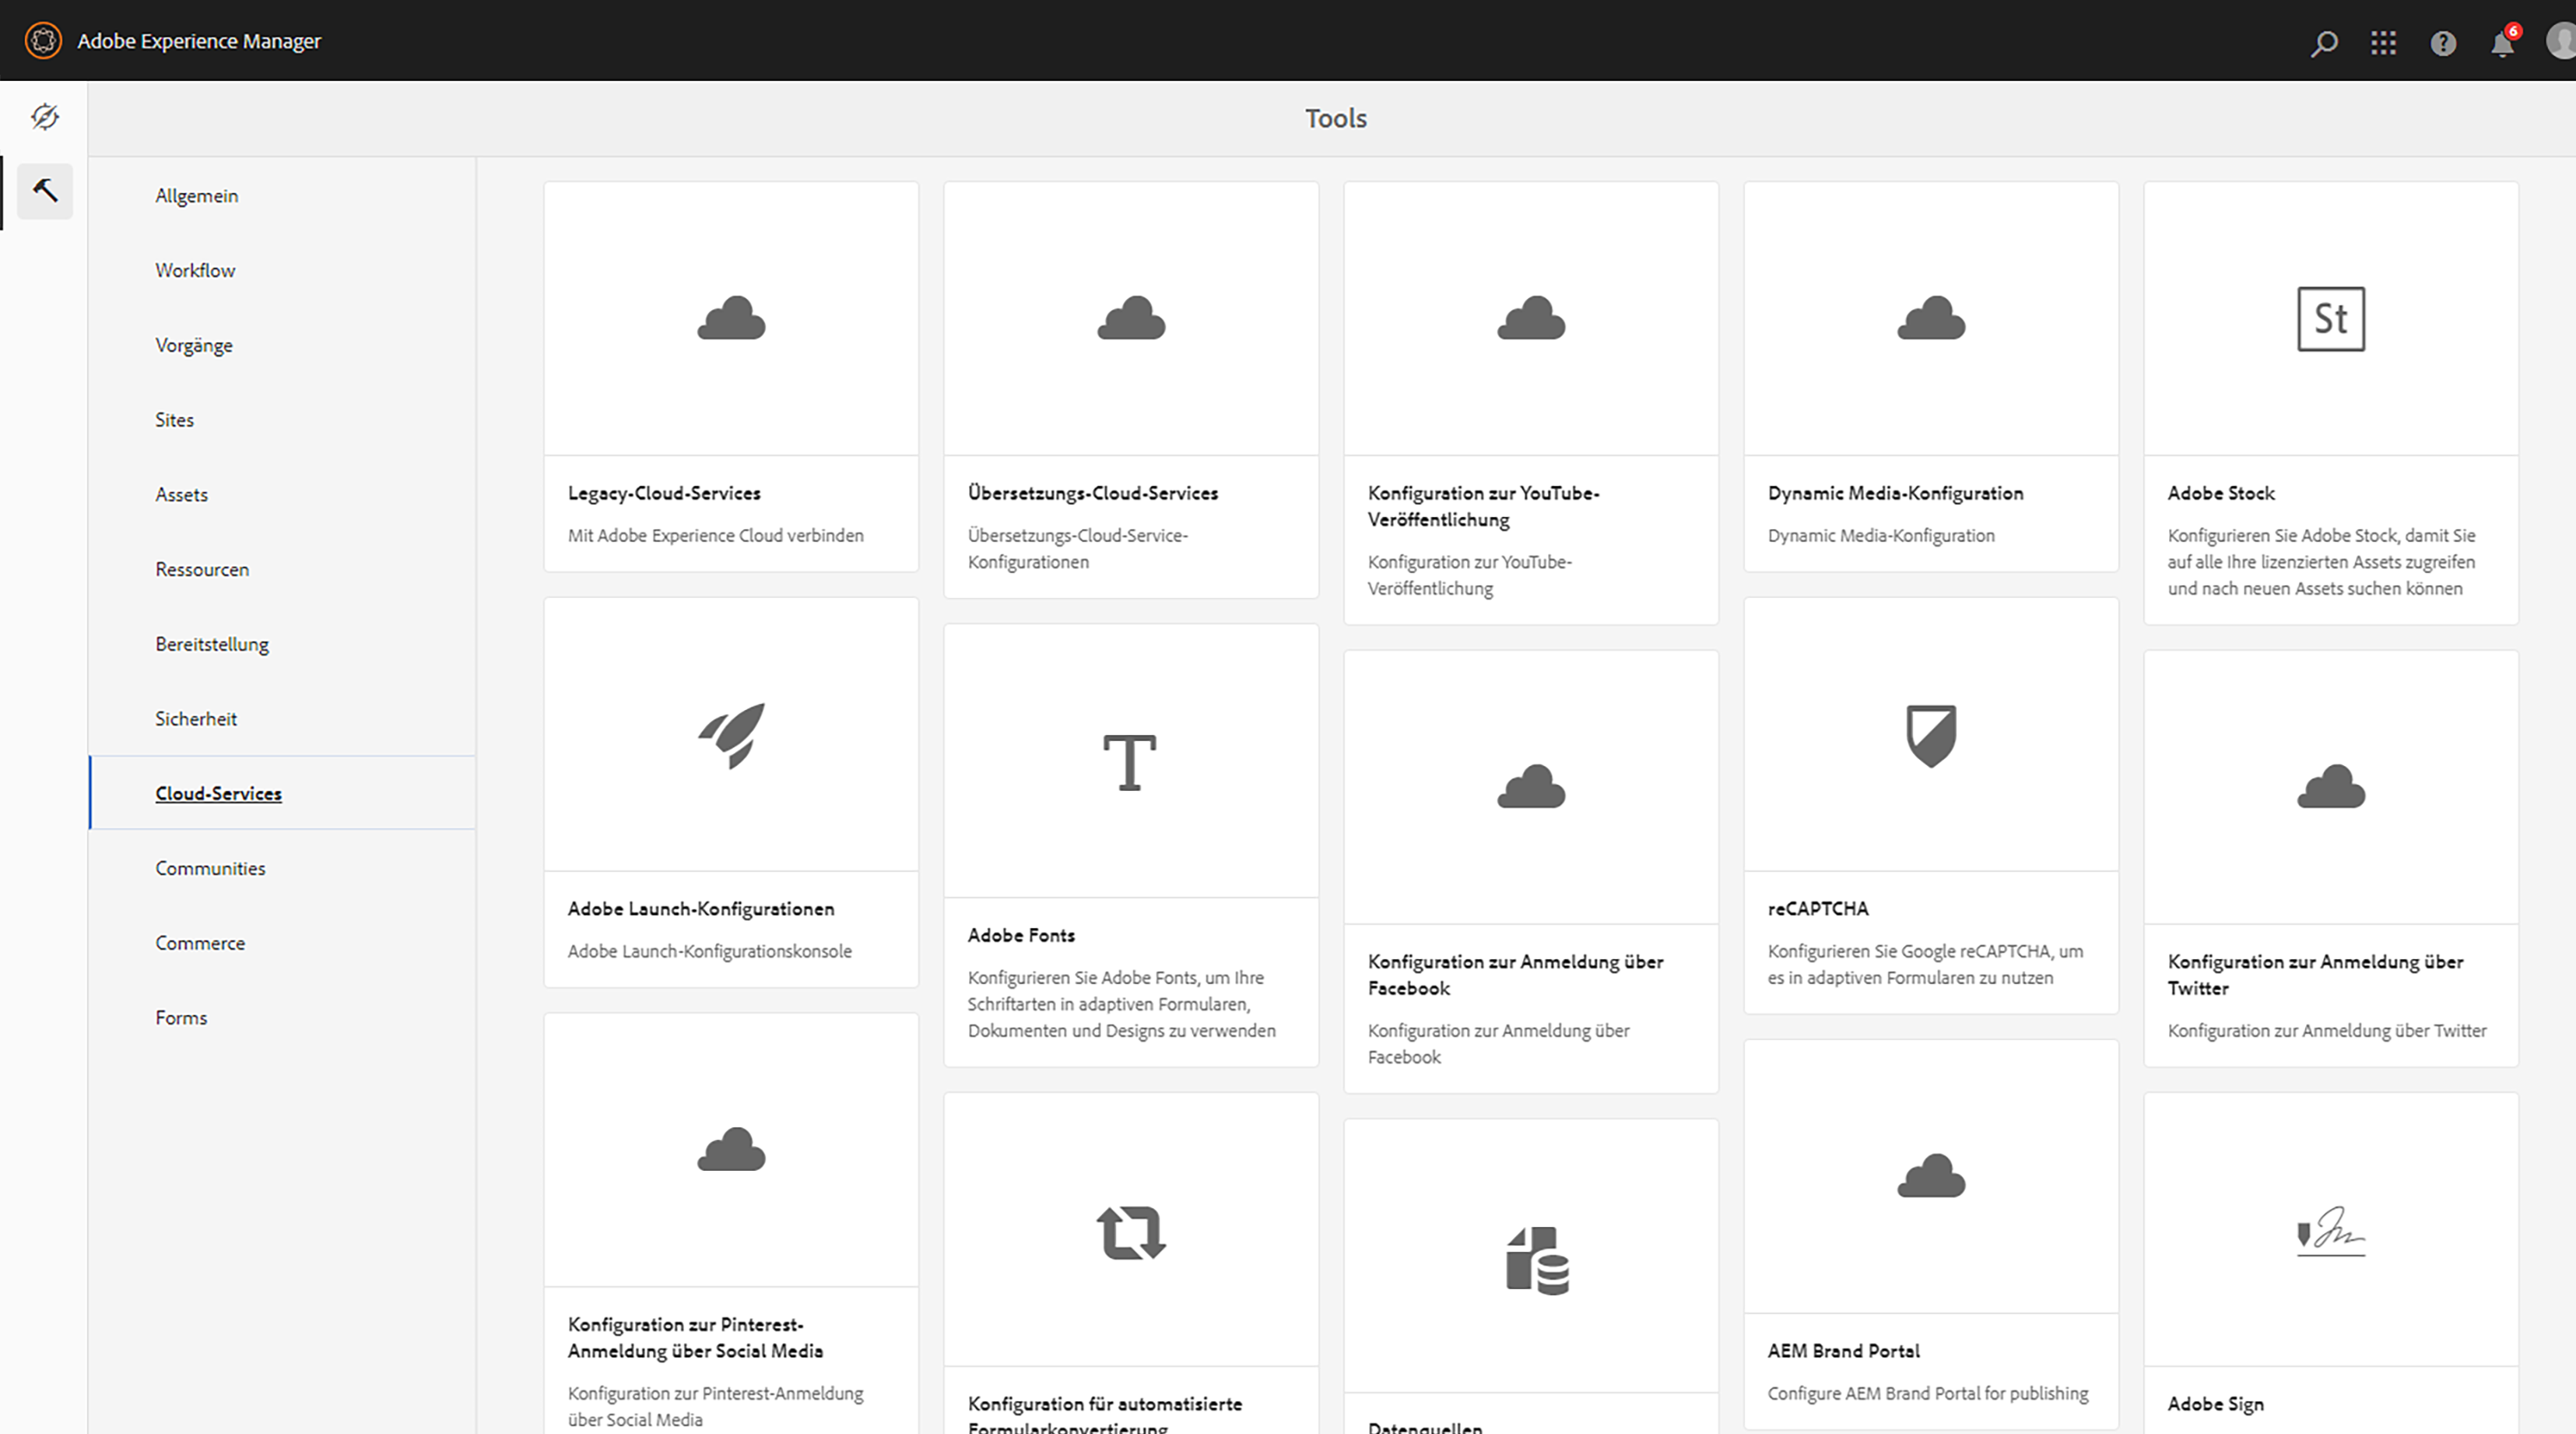 Adobe Experience Manager
6
Tools
Allgemein
Workflow
Vorgänge
Sites
Assets
Ressourcen
Bereitstellung
Sicherheit
Cloud-Services
Communities
Commerce
Forms
Legacy-Cloud-Services
Mit Adobe Experience Cloud verbinden
Übersetzungs-Cloud-Services
Übersetzungs-Cloud-Service-
Konfigurationen
Konfiguration zur YouTube-
Veröffentlichung
Konfiguration zur YouTube-
Veröffentlichung
Dynamic Media-Konfiguration
Dynamic Media-Konfiguration
St
Adobe Stock
Konfigurieren Sie Adobe Stock, damit Sie
auf alle Ihre lizenzierten Assets zugreifen
und nach neuen Assets suchen können
Adobe Launch-Konfigurationen
Adobe Launch-Konfigurationskonsole
T
Adobe Fonts
Konfigurieren Sie Adobe Fonts, um Ihre
Schriftarten in adaptiven Formularen,
Dokumenten und Designs zu verwenden
Konfiguration zur Anmeldung über
Facebook
Konfiguration zur Anmeldung über
Facebook
reCAPTCHA
Konfigurieren Sie Google reCAPTCHA, um
es in adaptiven Formularen zu nutzen
Konfiguration zur Anmeldung über
Twitter
Konfiguration zur Anmeldung über Twitter
Konfiguration zur Pinterest-
Anmeldung über Social Media
Konfiguration zur Pinterest-Anmeldung
über Social Media
Konfiguration für automatisierte
Formularkonvertierung
Datenquellen
AEM Brand Portal
Configure AEM Brand Portal for publishing
Adobe Sign